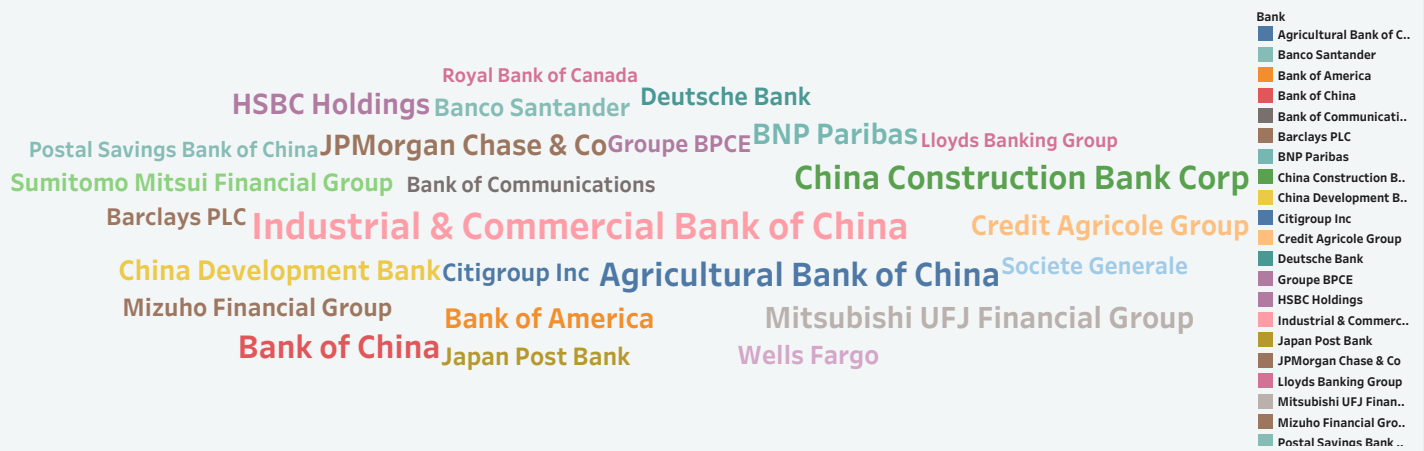 Royal Bank of Canada
HSBC Holdings Banco Santander Deutsche Bank
Postal Savings Bank of China JPMorgan Chase & Co Groupe BPCE BNP Paribas Lloyds Banking Group
Sumitomo Mitsui Financial Group Bank of Communications China Construction Bank Corp
Barclays PLC Industrial & Commercial Bank of China Credit Agricole Group
China Development Bank Citigroup Inc Agricultural Bank of China Societe Generale
Mizuho Financial Group Bank of America Mitsubishi UFJ Financial Group
Bank of China Japan Post Bank Wells Fargo
Bank
Agricultural Bank of C..
Banco Santander
Bank of America
Bank of China
Bank of Communicati..
Barclays PLC
BNP Paribas
China Construction B..
China Development B..
Citigroup Inc
Credit Agricole Group
Deutsche Bank
Groupe BPCE
HSBC Holdings
Industrial & Commerc..
Japan Post Bank
JPMorgan Chase & Co
Lloyds Banking Group
Mitsubishi UFJ Finan..
Mizuho Financial Gro..
Postal Savings Bank ..